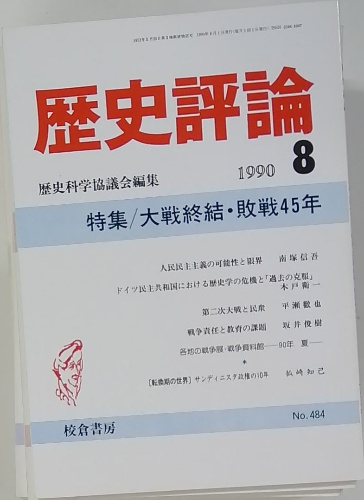 歴史評論
歴史科学協議会編集
1990 8
特集/大戦終結・敗戦45年
人民民主主義の可能性と限界 南塚信吾
ドイツ民主共和国における歴史学の危機と「過去の克服」
木戸衛一
第二次大戦と民衆 平瀬徹也
戦争責任と教育の課題 坂井俊樹
各地の戦争展・戦争資料館——90年 夏——
*
〔転換期の世界〕サンディニスタ政権の10年 狐崎知己
校倉書房
No.484